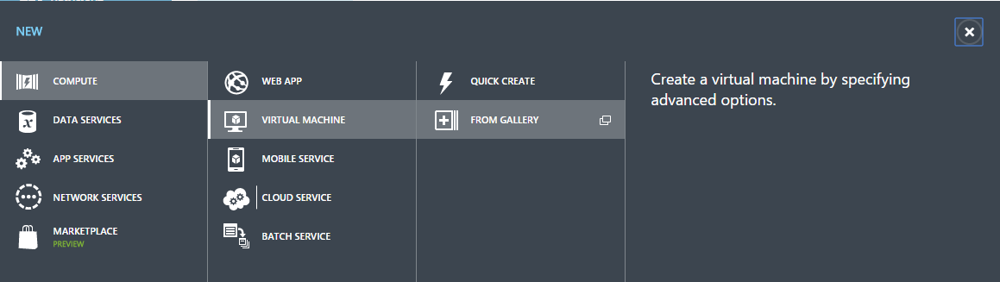 NEW
COMPUTE
DATA SERVICES
APP SERVICES
NETWORK SERVICES
MARKETPLACE
PREVIEW
WEB APP
VIRTUAL MACHINE
MOBILE SERVICE
CLOUD SERVICE
BATCH SERVICE
QUICK CREATE
FROM GALLERY
Create a virtual machine by specifying
advanced options.